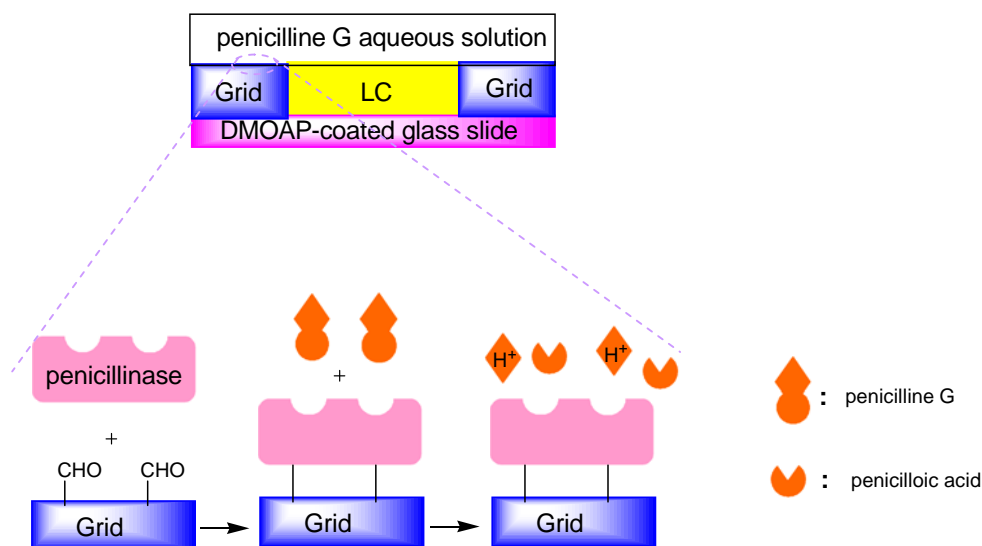 penicilline G aqueous solution
Grid LC Grid
DMOAP-coated glass slide
penicillinase
+
+
H+ H+
CHO CHO
Grid Grid Grid
: penicilline G
: penicilloic acid